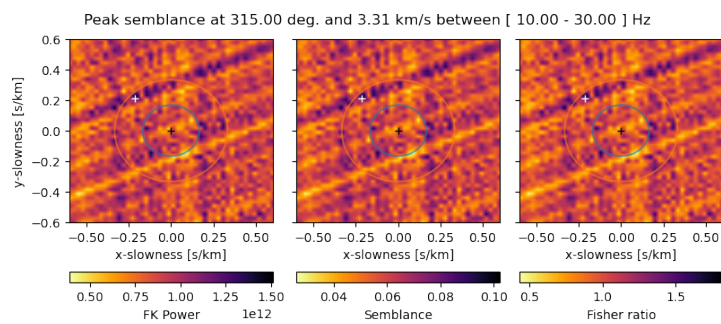 Peak semblance at 315.00 deg. and 3.31 km/s between [ 10.00 - 30.00 ] Hz
y-slowness [s/km]
0.6
0.4
0.2
0.0
−0.2
−0.4
−0.6
−0.50 −0.25 0.00 0.25 0.50 −0.50 −0.25 0.00 0.25 0.50 −0.50 −0.25 0.00 0.25 0.50
x-slowness [s/km] x-slowness [s/km] x-slowness [s/km]
0.50 0.75 1.00 1.25 1.50 0.04 0.06 0.08 0.10 0.5 1.0 1.5
FK Power 1e12 Semblance Fisher ratio